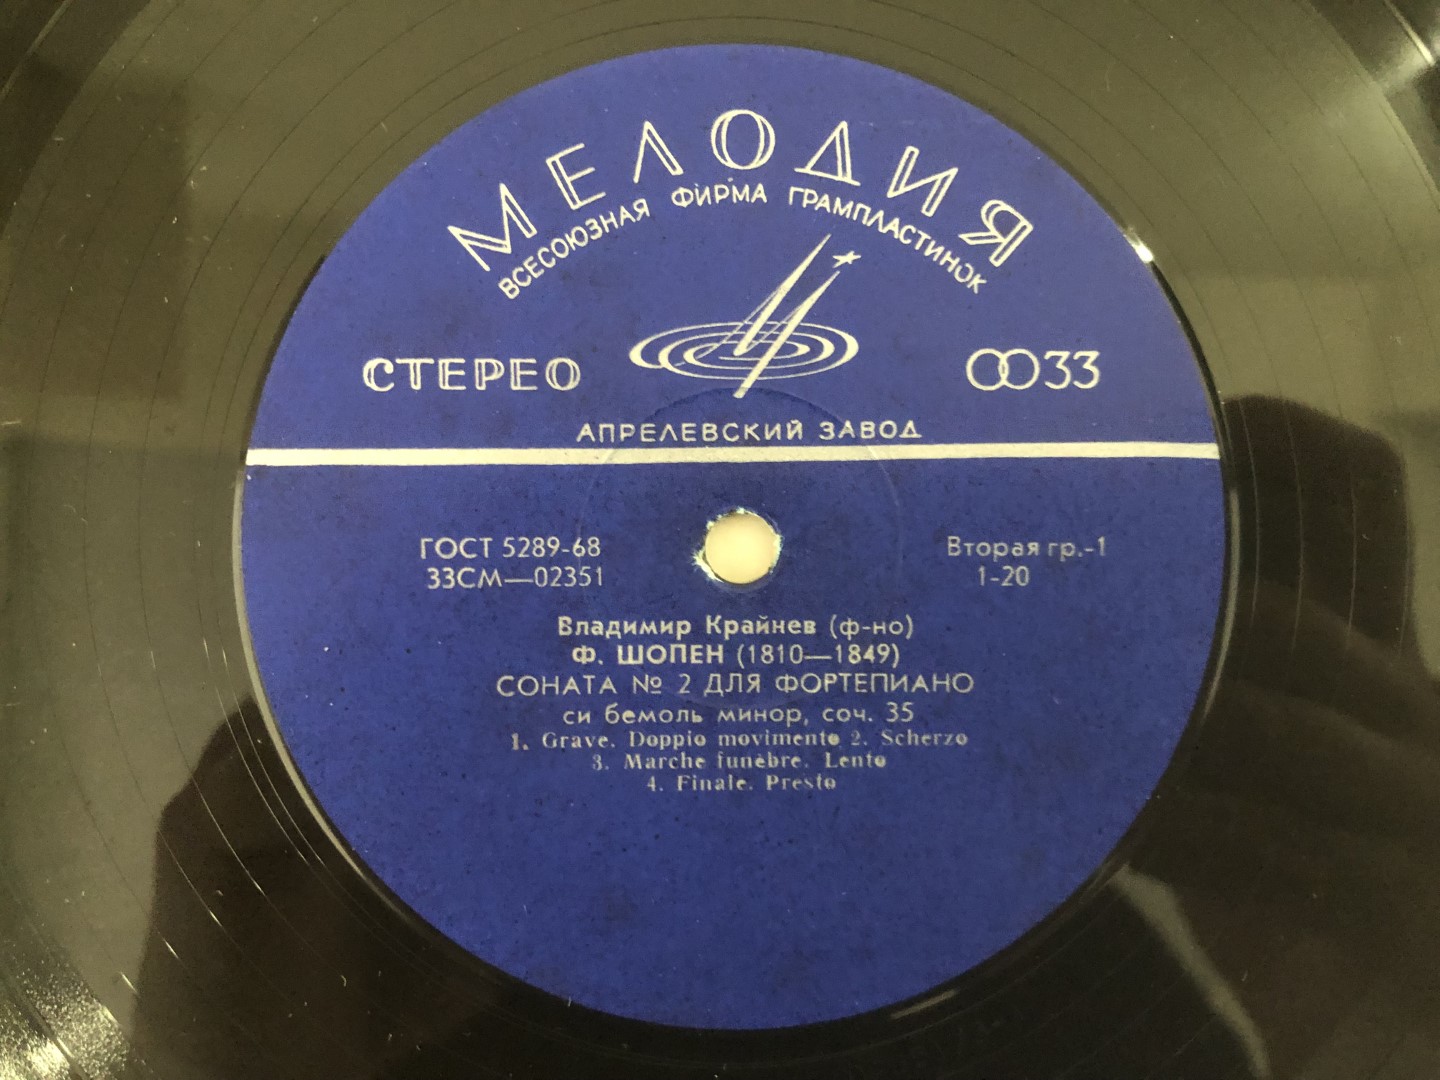 МЕЛОДИЯ
ВСЕСОЮЗНАЯ ФИРМА ГРАМПЛАСТИНОК
СТЕРЕО
33
АПРЕЛЕВСКИЙ ЗАВОД
ГОСТ 5289-68
33СМ—02351
Вторая гр.-1
1-20
Владимир Крайнев (ф-но)
Ф. ШОПЕН (1810—1849)
СОНАТА № 2 ДЛЯ ФОРТЕПИАНО
си бемоль минор, соч. 35
1. Grave. Doppio movimento 2. Scherzo
3. Marche funèbre. Lento
4. Finale. Presto